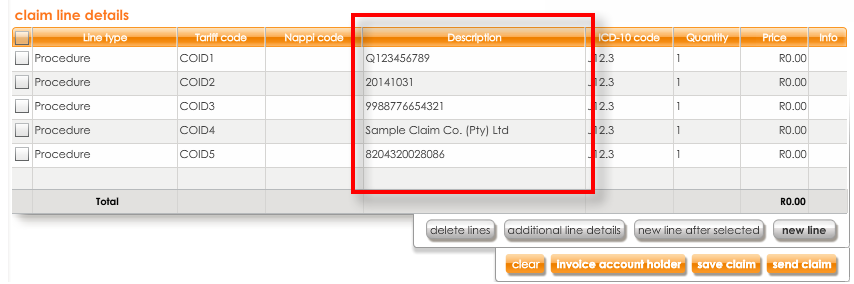 claim line details
Line type Tariff code Nappi code Description ICD-10 code Quantity Price Info
Procedure COID1 Q123456789 J12.3 1 R0.00
Procedure COID2 20141031 J12.3 1 R0.00
Procedure COID3 9988776654321 J12.3 1 R0.00
Procedure COID4 Sample Claim Co. (Pty) Ltd J12.3 1 R0.00
Procedure COID5 8204320028086 J12.3 1 R0.00
Total R0.00
delete lines additional line details new line after selected new line
clear invoice account holder save claim send claim